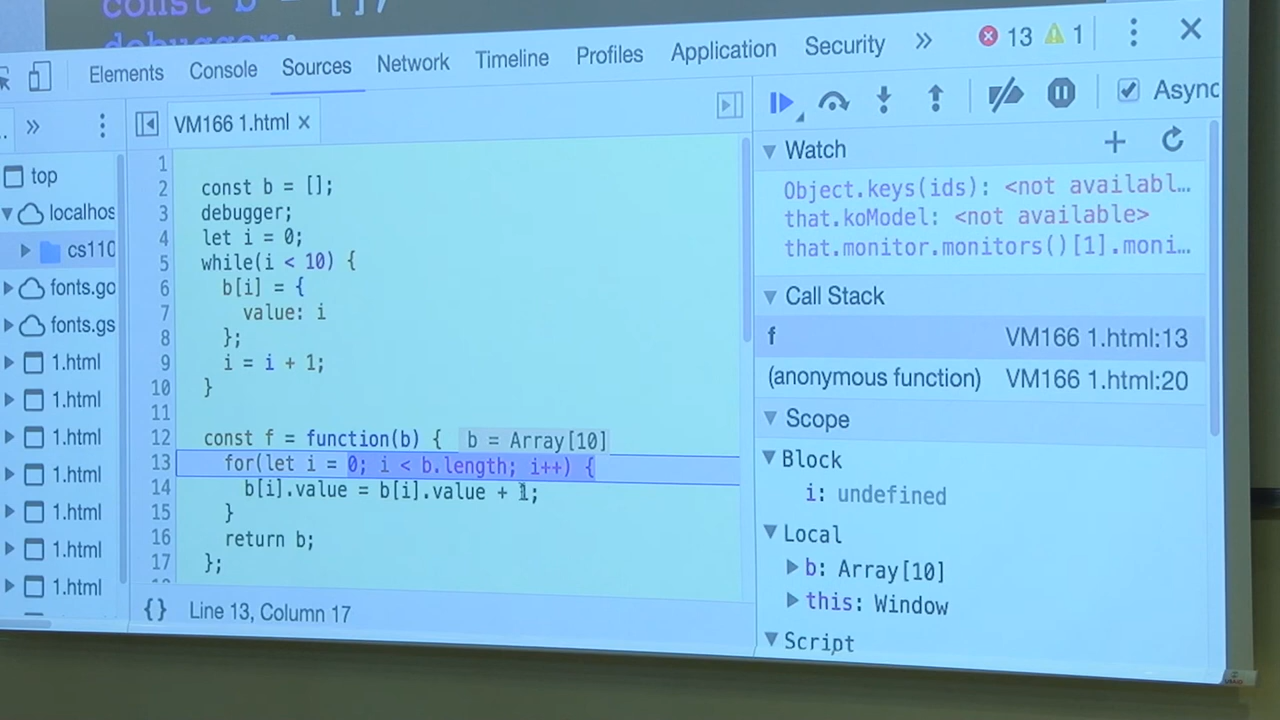 const b = [];
debugger;
Elements Console Sources Network Timeline Profiles Application Security » 13 1 ⋮ ×
» ⋮ VM166 1.html × Async
top
localhos
cs110
fonts.go
fonts.gs
1.html
1.html
1.html
1.html
1.html
1.html
1.html
1
2 const b = [];
3 debugger;
4 let i = 0;
5 while(i < 10) {
6 b[i] = {
7 value: i
8 };
9 i = i + 1;
10 }
11
12 const f = function(b) { b = Array[10]
13 for(let i = 0; i < b.length; i++) {
14 b[i].value = b[i].value + 1;
15 }
16 return b;
17 };
{} Line 13, Column 17
Watch
Object.keys(ids): <not availabl…
that.koModel: <not available>
that.monitor.monitors()[1].moni…
Call Stack
f VM166 1.html:13
(anonymous function) VM166 1.html:20
Scope
Block
i: undefined
Local
b: Array[10]
this: Window
Script